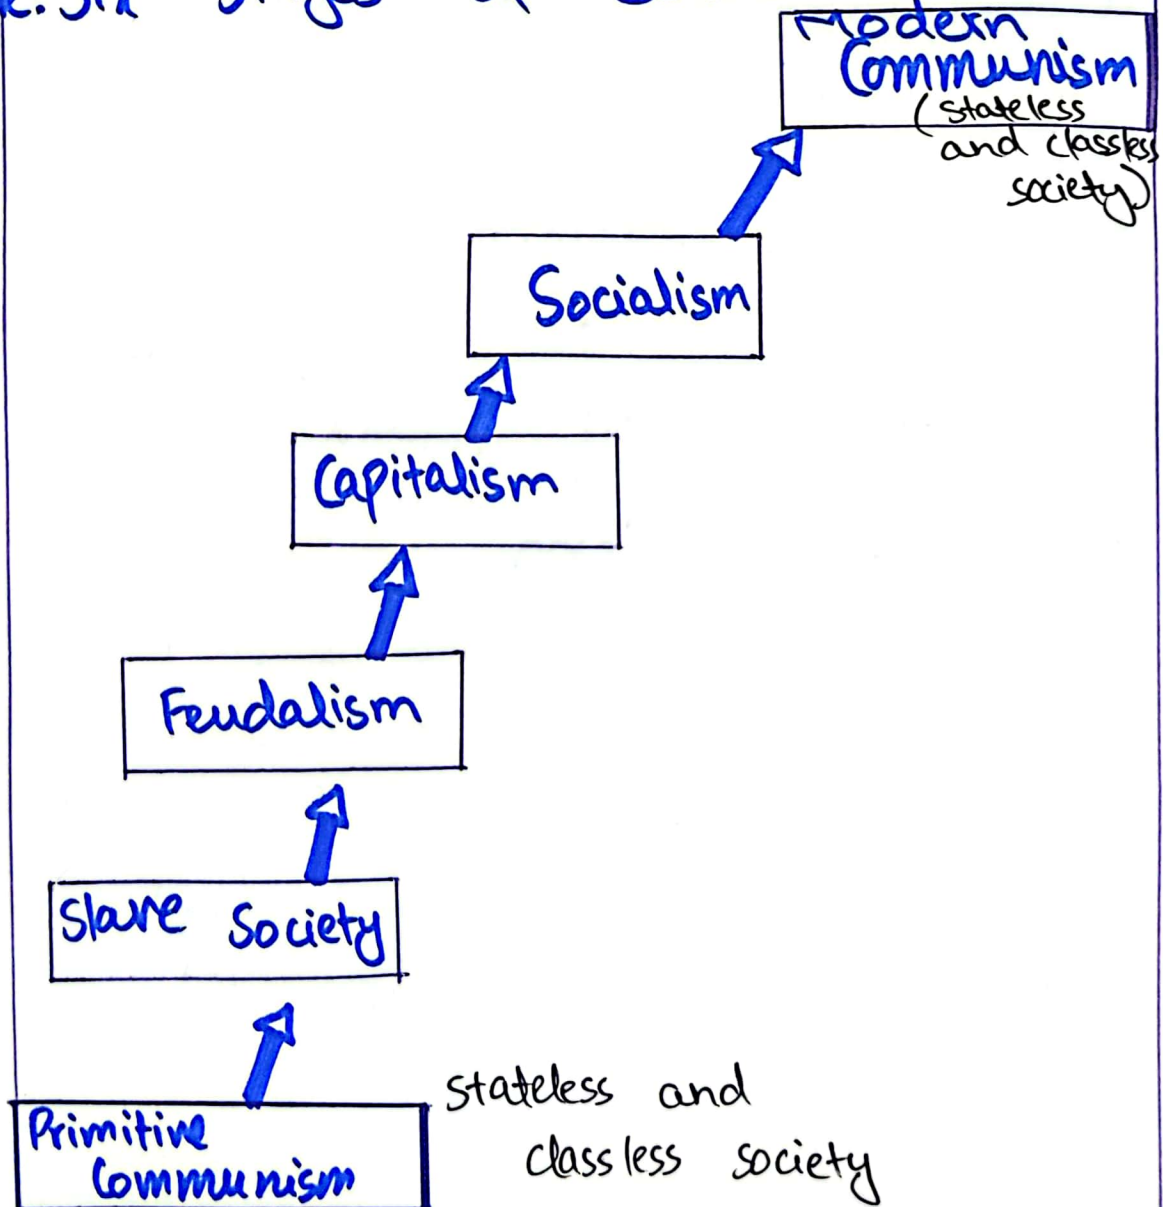 Modern
Communism
(stateless
and classless
society)
Socialism
Capitalism
Feudalism
Slave Society
stateless and
classless society
Primitive
Communism